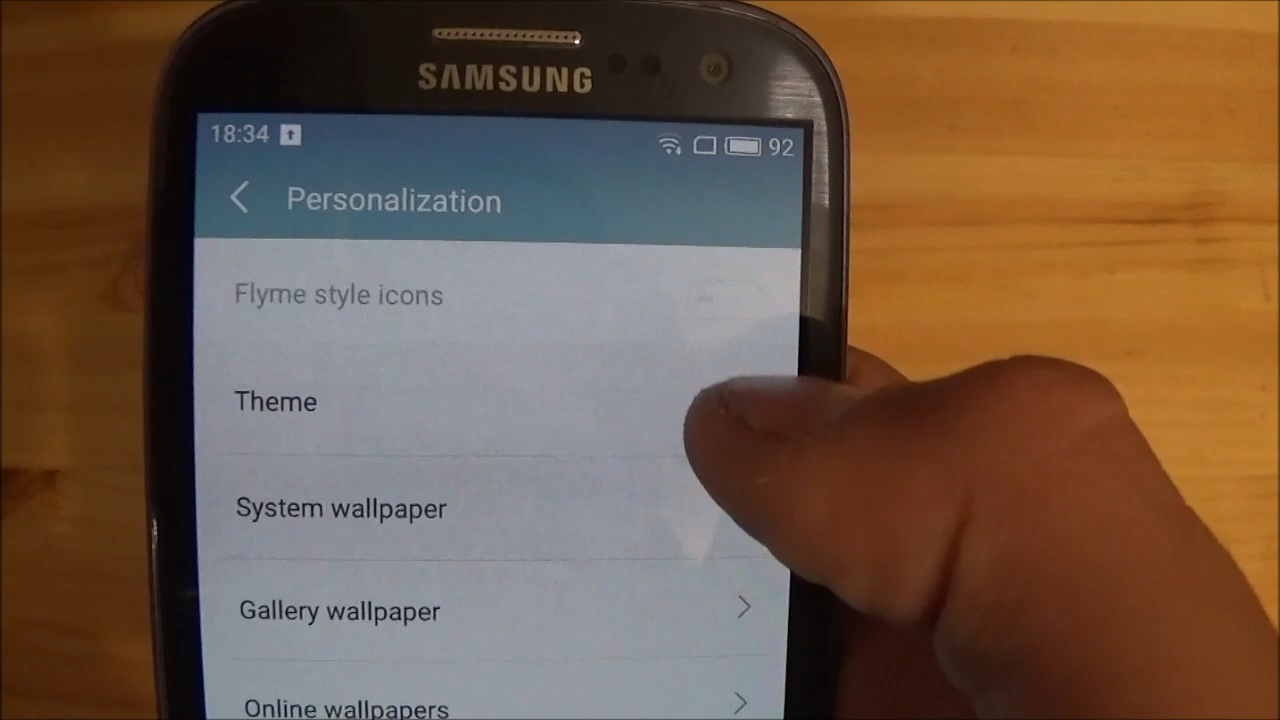 SAMSUNG
18:34 92
Personalization
Flyme style icons
Theme
System wallpaper
Gallery wallpaper
Online wallpapers